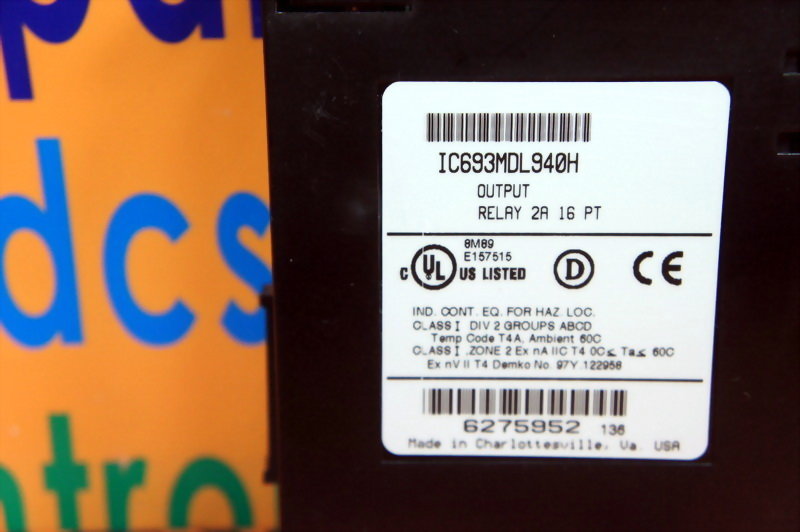 dcs
IC693MDL940H
OUTPUT
RELAY 2A 16 PT
8M89
E157515
C UL US LISTED
D
CE
IND. CONT. EQ. FOR HAZ. LOC.
CLASS I DIV 2 GROUPS ABCD
Temp Code T4A, Ambient 60C
CLASS I ,ZONE 2 Ex nA IIC T4 0C≤ Ta≤ 60C
Ex nV II T4 Demko No. 97Y.122958
6275952 136
Made in Charlottesville, Va. USA